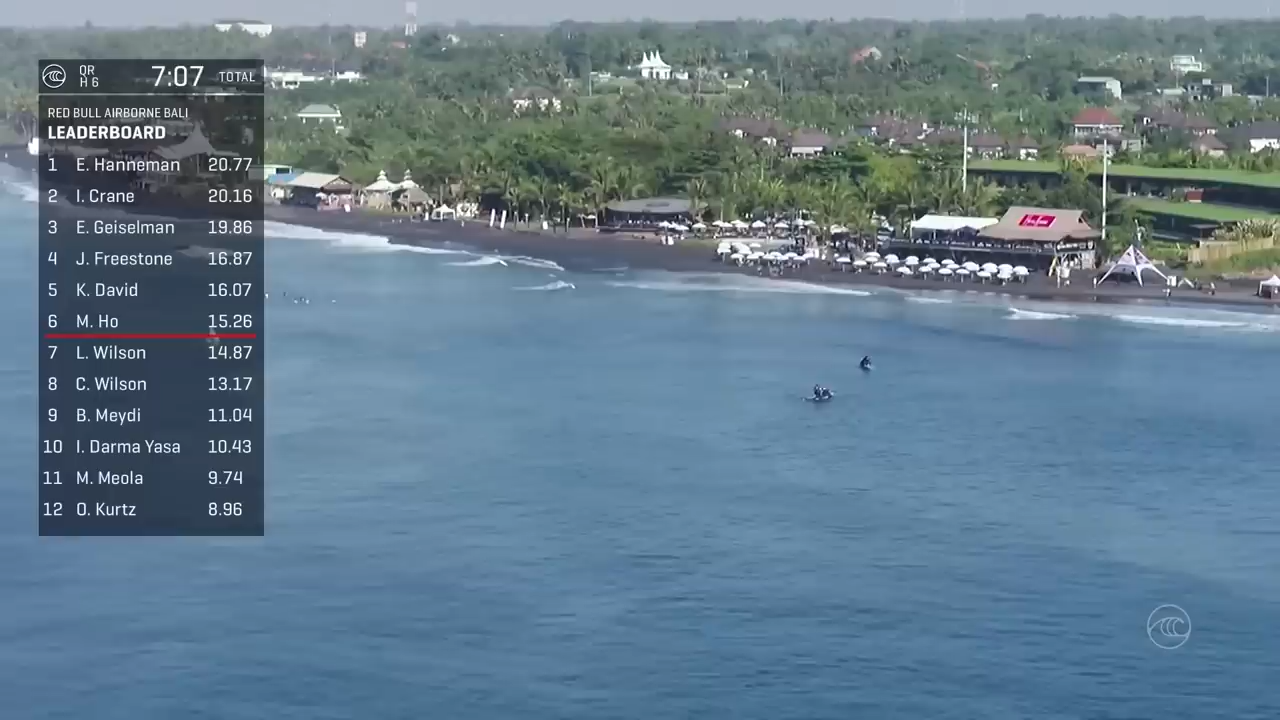 QR
H 6
7:07 TOTAL
RED BULL AIRBORNE BALI
LEADERBOARD
1 E. Hanneman 20.77
2 I. Crane 20.16
3 E. Geiselman 19.86
4 J. Freestone 16.87
5 K. David 16.07
6 M. Ho 15.26
7 L. Wilson 14.87
8 C. Wilson 13.17
9 B. Meydi 11.04
10 I. Darma Yasa 10.43
11 M. Meola 9.74
12 O. Kurtz 8.96